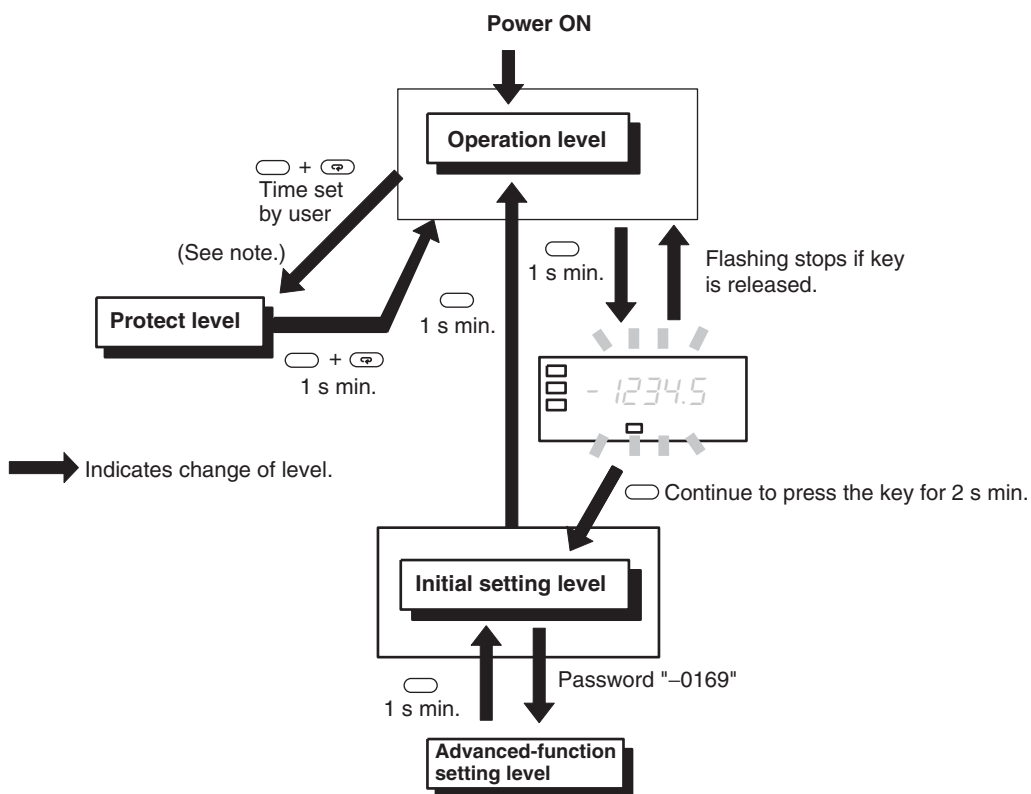 Power ON
Operation level
+
Time set
by user
(See note.)
1 s min.
Flashing stops if key
is released.
Protect level
1 s min.
+
1 s min.
-1234.5
Indicates change of level.
Continue to press the key for 2 s min.
Initial setting level
Password "–0169"
1 s min.
Advanced-function
setting level